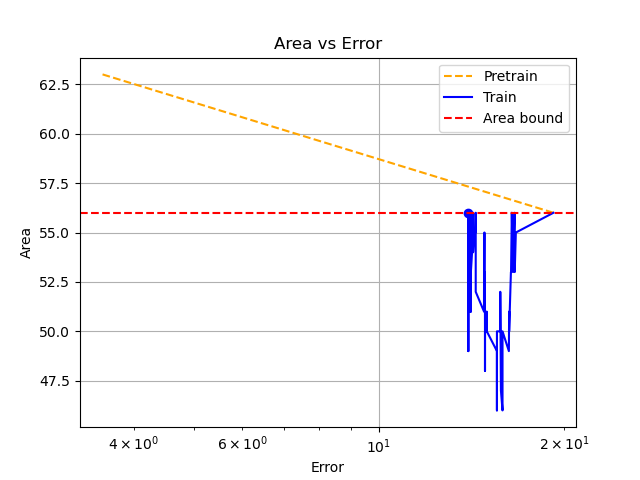 Area vs Error
Pretrain
Train
Area bound
62.5
60.0
57.5
55.0
52.5
50.0
47.5
Area
4 × 10⁰
6 × 10⁰
10¹
2 × 10¹
Error